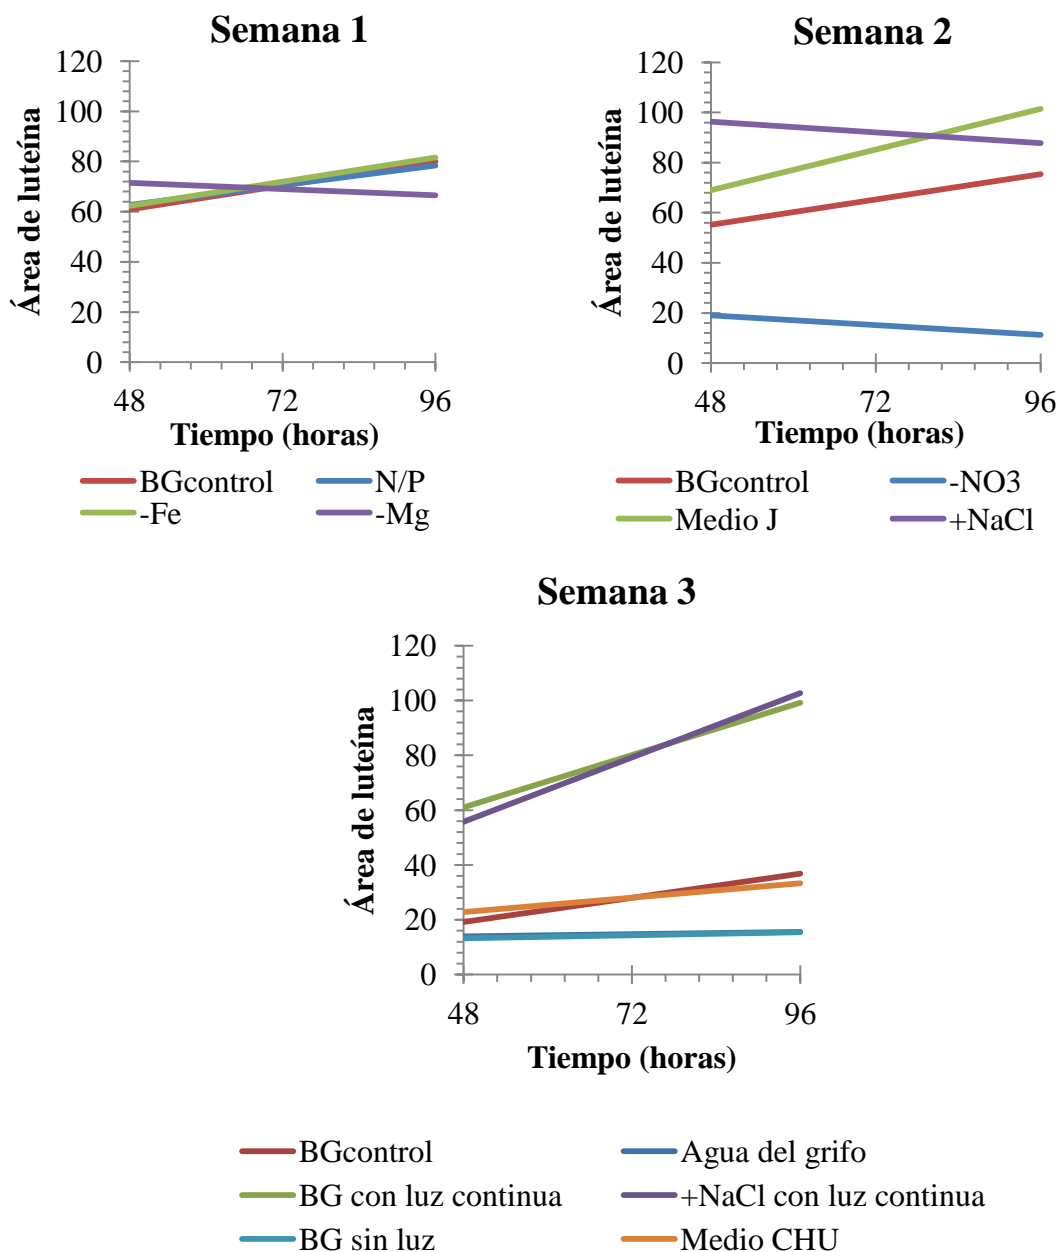 Semana 1
120
100
80
60
40
20
0
Área de luteína
48 72 96
Tiempo (horas)
BGcontrol N/P
-Fe -Mg
Semana 2
120
100
80
60
40
20
0
Área de luteína
48 72 96
Tiempo (horas)
BGcontrol -NO3
Medio J +NaCl
Semana 3
120
100
80
60
40
20
0
Área de luteína
48 72 96
Tiempo (horas)
BGcontrol Agua del grifo
BG con luz continua +NaCl con luz continua
BG sin luz Medio CHU